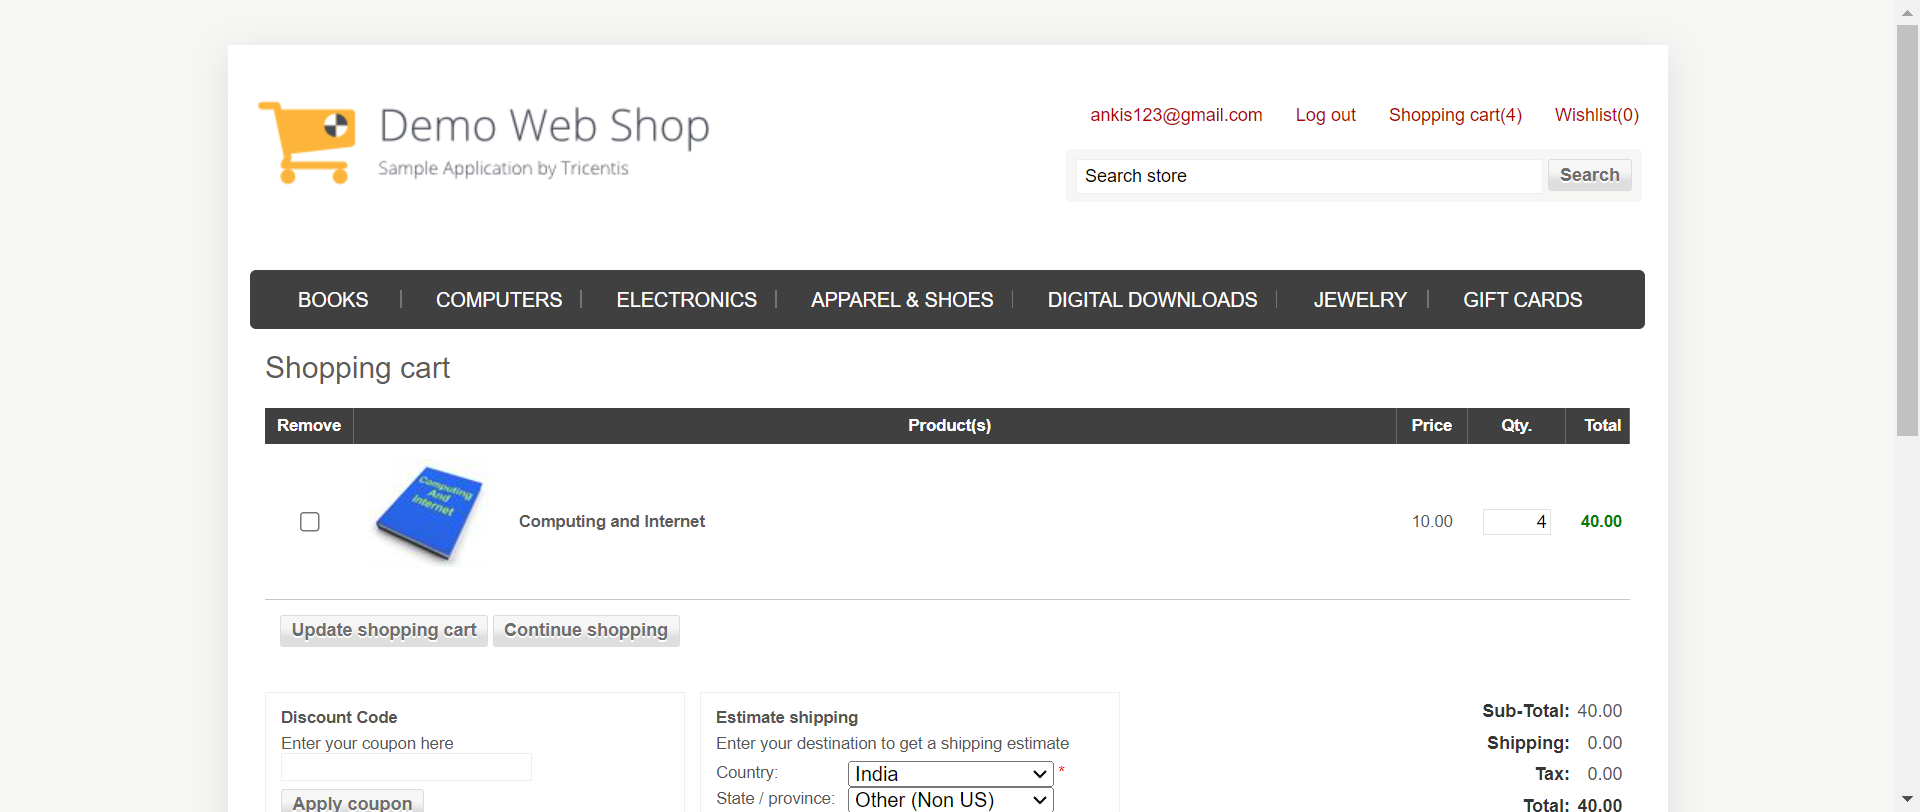 Demo Web Shop
Sample Application by Tricentis
ankis123@gmail.com Log out Shopping cart(4) Wishlist(0)
Search store Search
BOOKS COMPUTERS ELECTRONICS APPAREL & SHOES DIGITAL DOWNLOADS JEWELRY GIFT CARDS
Shopping cart
Remove Product(s) Price Qty. Total
Computing
And
Internet
Computing and Internet 10.00 4 40.00
Update shopping cart Continue shopping
Discount Code
Enter your coupon here
Apply coupon
Estimate shipping
Enter your destination to get a shipping estimate
Country: India *
State / province: Other (Non US)
Sub-Total: 40.00
Shipping: 0.00
Tax: 0.00
Total: 40.00